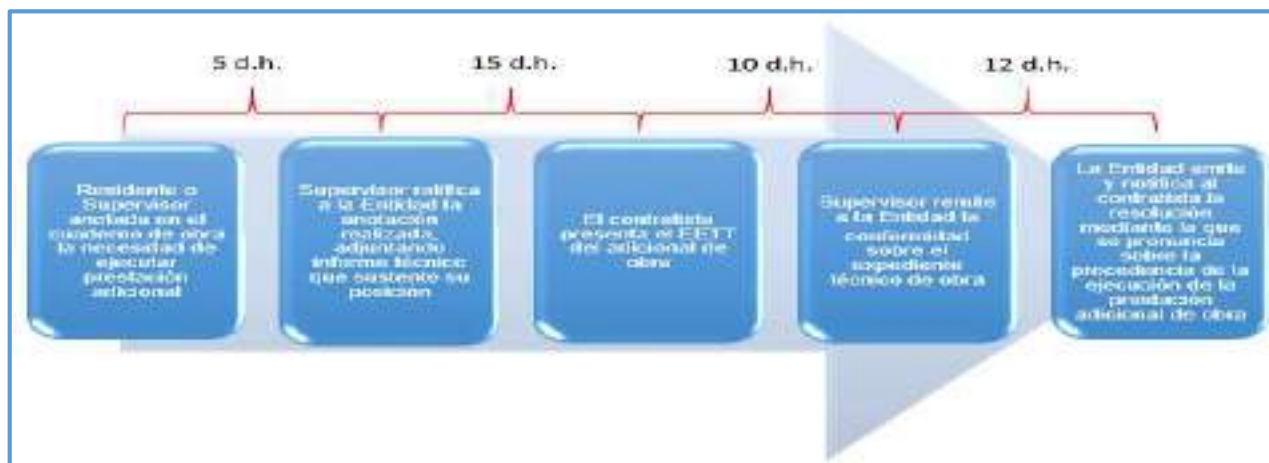 5 d.h.
15 d.h.
10 d.h.
12 d.h.
Residente o
Supervisor
anotada en el
cuaderno de obra
la necesidad de
ejecutar
prestación
adicional
Supervisor ratifica
a la Entidad la
anotación
realizada,
adjuntando
informe técnico
que sustente su
posición
El contratista
presenta el EETT
del adicional de
obra
Supervisor remite
a la Entidad la
conformidad
sobre el
expediente
técnico de obra
La Entidad emite
y notifica al
contratista la
resolución
mediante la que
se pronuncia
sobre la
procedencia de la
ejecución de la
prestación
adicional de obra